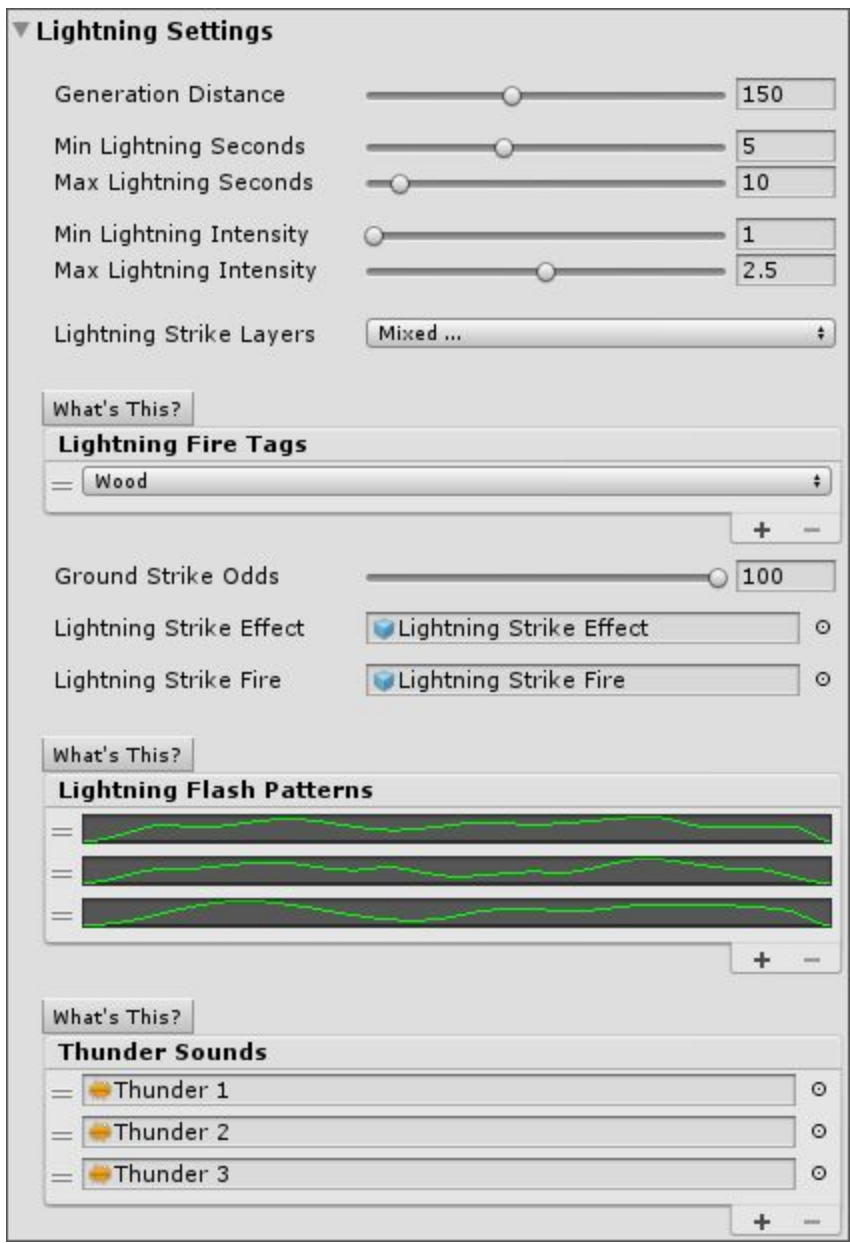 Lightning Settings
Generation Distance 150
Min Lightning Seconds 5
Max Lightning Seconds 10
Min Lightning Intensity 1
Max Lightning Intensity 2.5
Lightning Strike Layers Mixed ...
What's This?
Lightning Fire Tags
Wood
+ −
Ground Strike Odds 100
Lightning Strike Effect Lightning Strike Effect
Lightning Strike Fire Lightning Strike Fire
What's This?
Lightning Flash Patterns
+ −
What's This?
Thunder Sounds
Thunder 1
Thunder 2
Thunder 3
+ −